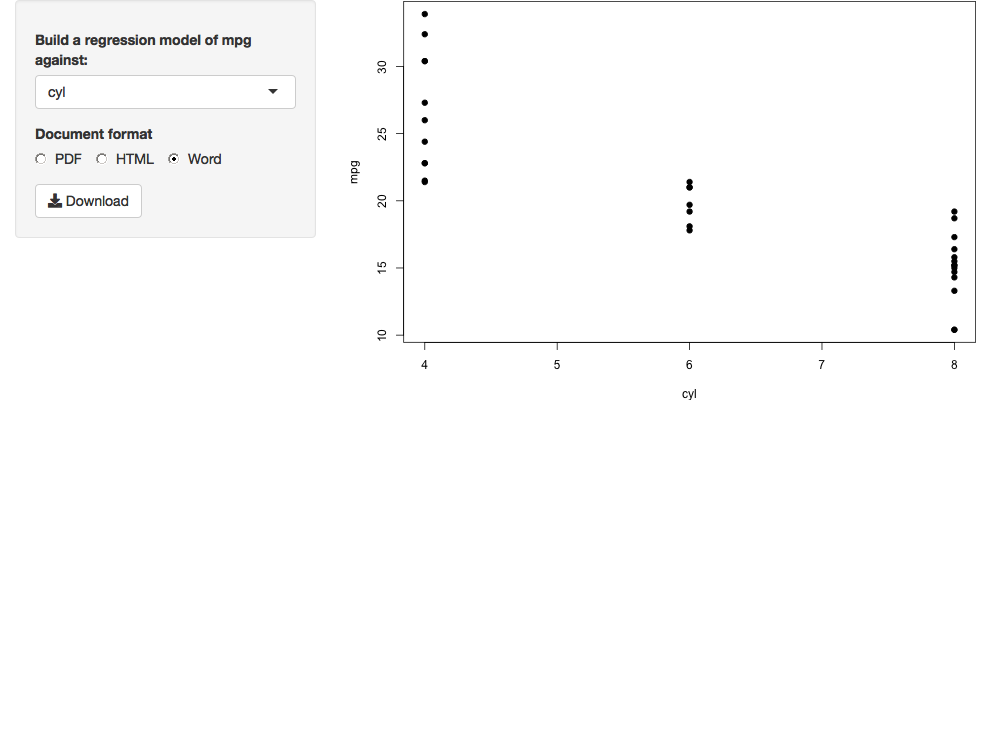 Build a regression model of mpg
against:
cyl
Document format
PDF HTML Word
Download
mpg
30
25
20
15
10
4 5 6 7 8
cyl